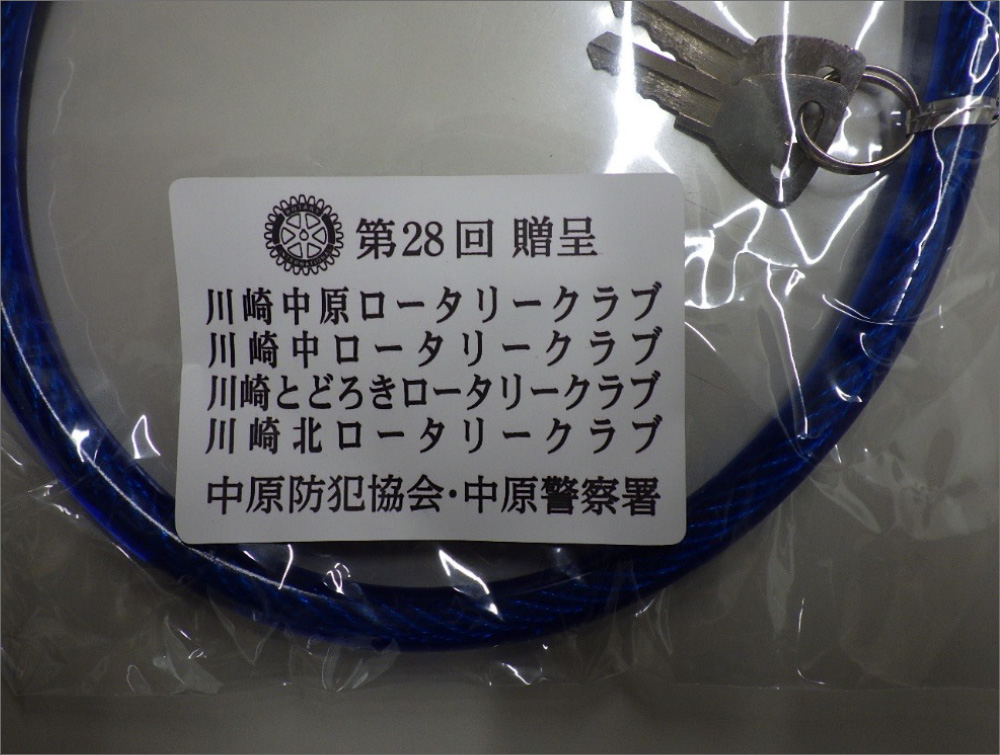 第28回 贈呈
川崎中原ロータリークラブ
川崎中ロータリークラブ
川崎とどろきロータリークラブ
川崎北ロータリークラブ
中原防犯協会・中原警察署